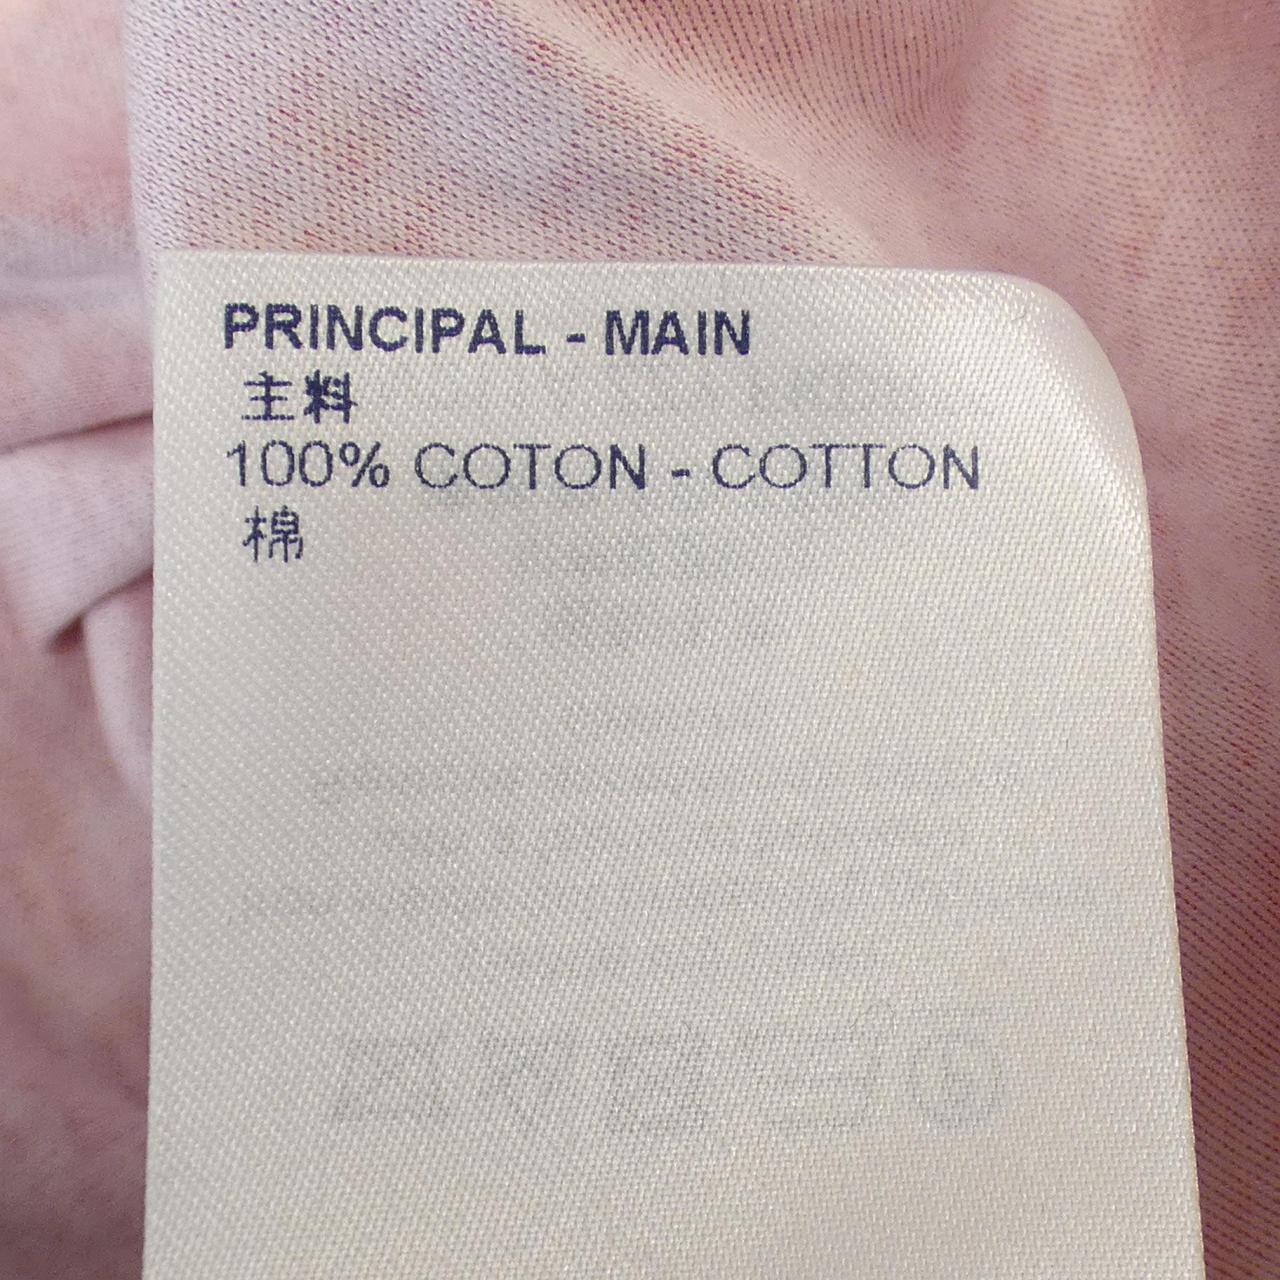 PRINCIPAL - MAIN
主料
100% COTON - COTTON
棉